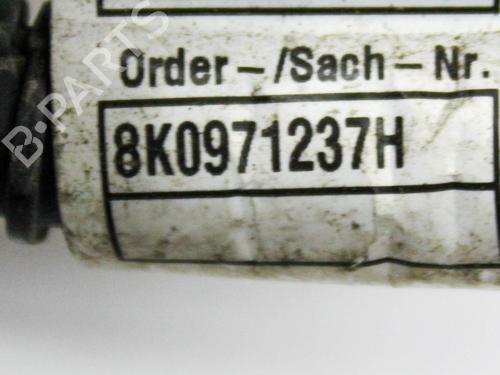 Order-/Sach-Nr.
8K0971237H
B-PARTS